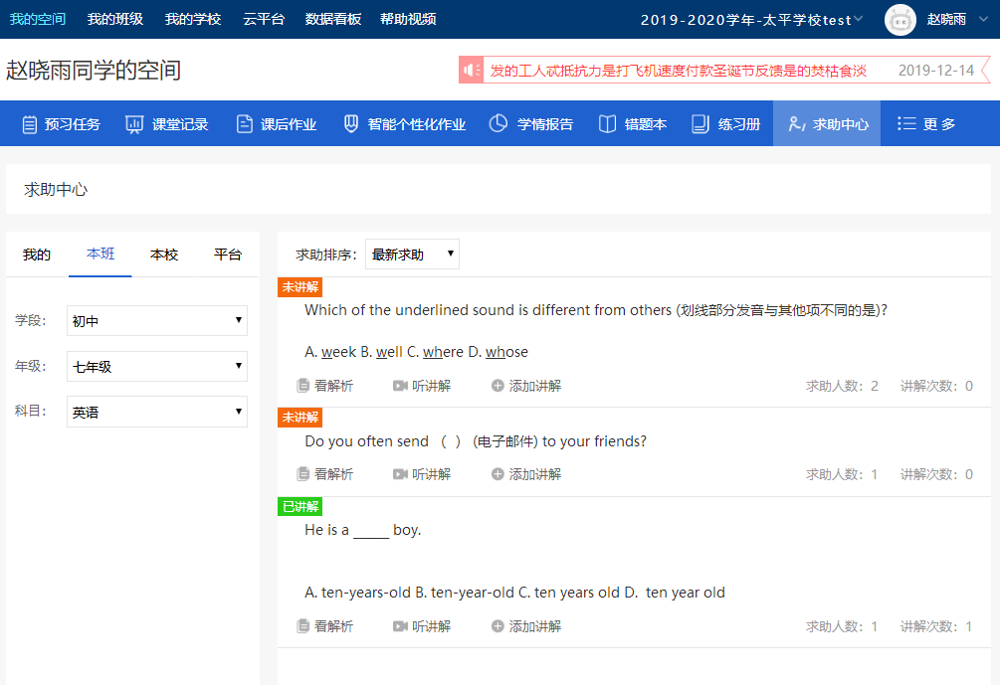 我的空间 我的班级 我的学校 云平台 数据看板 帮助视频 2019-2020学年-太平学校test 赵晓雨
赵晓雨同学的空间 发的工人忒抵抗力是打飞机速度付款圣诞节反馈是的焚枯食淡 2019-12-14
预习任务 课堂记录 课后作业 智能个性化作业 学情报告 错题本 练习册 求助中心 更 多
求助中心
我的 本班 本校 平台
学段： 初中
年级： 七年级
科目： 英语
求助排序： 最新求助
未讲解
Which of the underlined sound is different from others (划线部分发音与其他项不同的是)?
A. week B. well C. where D. whose
看解析 听讲解 添加讲解 求助人数：2 讲解次数：0
未讲解
Do you often send （ ） (电子邮件) to your friends?
看解析 听讲解 添加讲解 求助人数：1 讲解次数：0
已讲解
He is a _____ boy.
A. ten-years-old B. ten-year-old C. ten years old D. ten year old
看解析 听讲解 添加讲解 求助人数：1 讲解次数：1